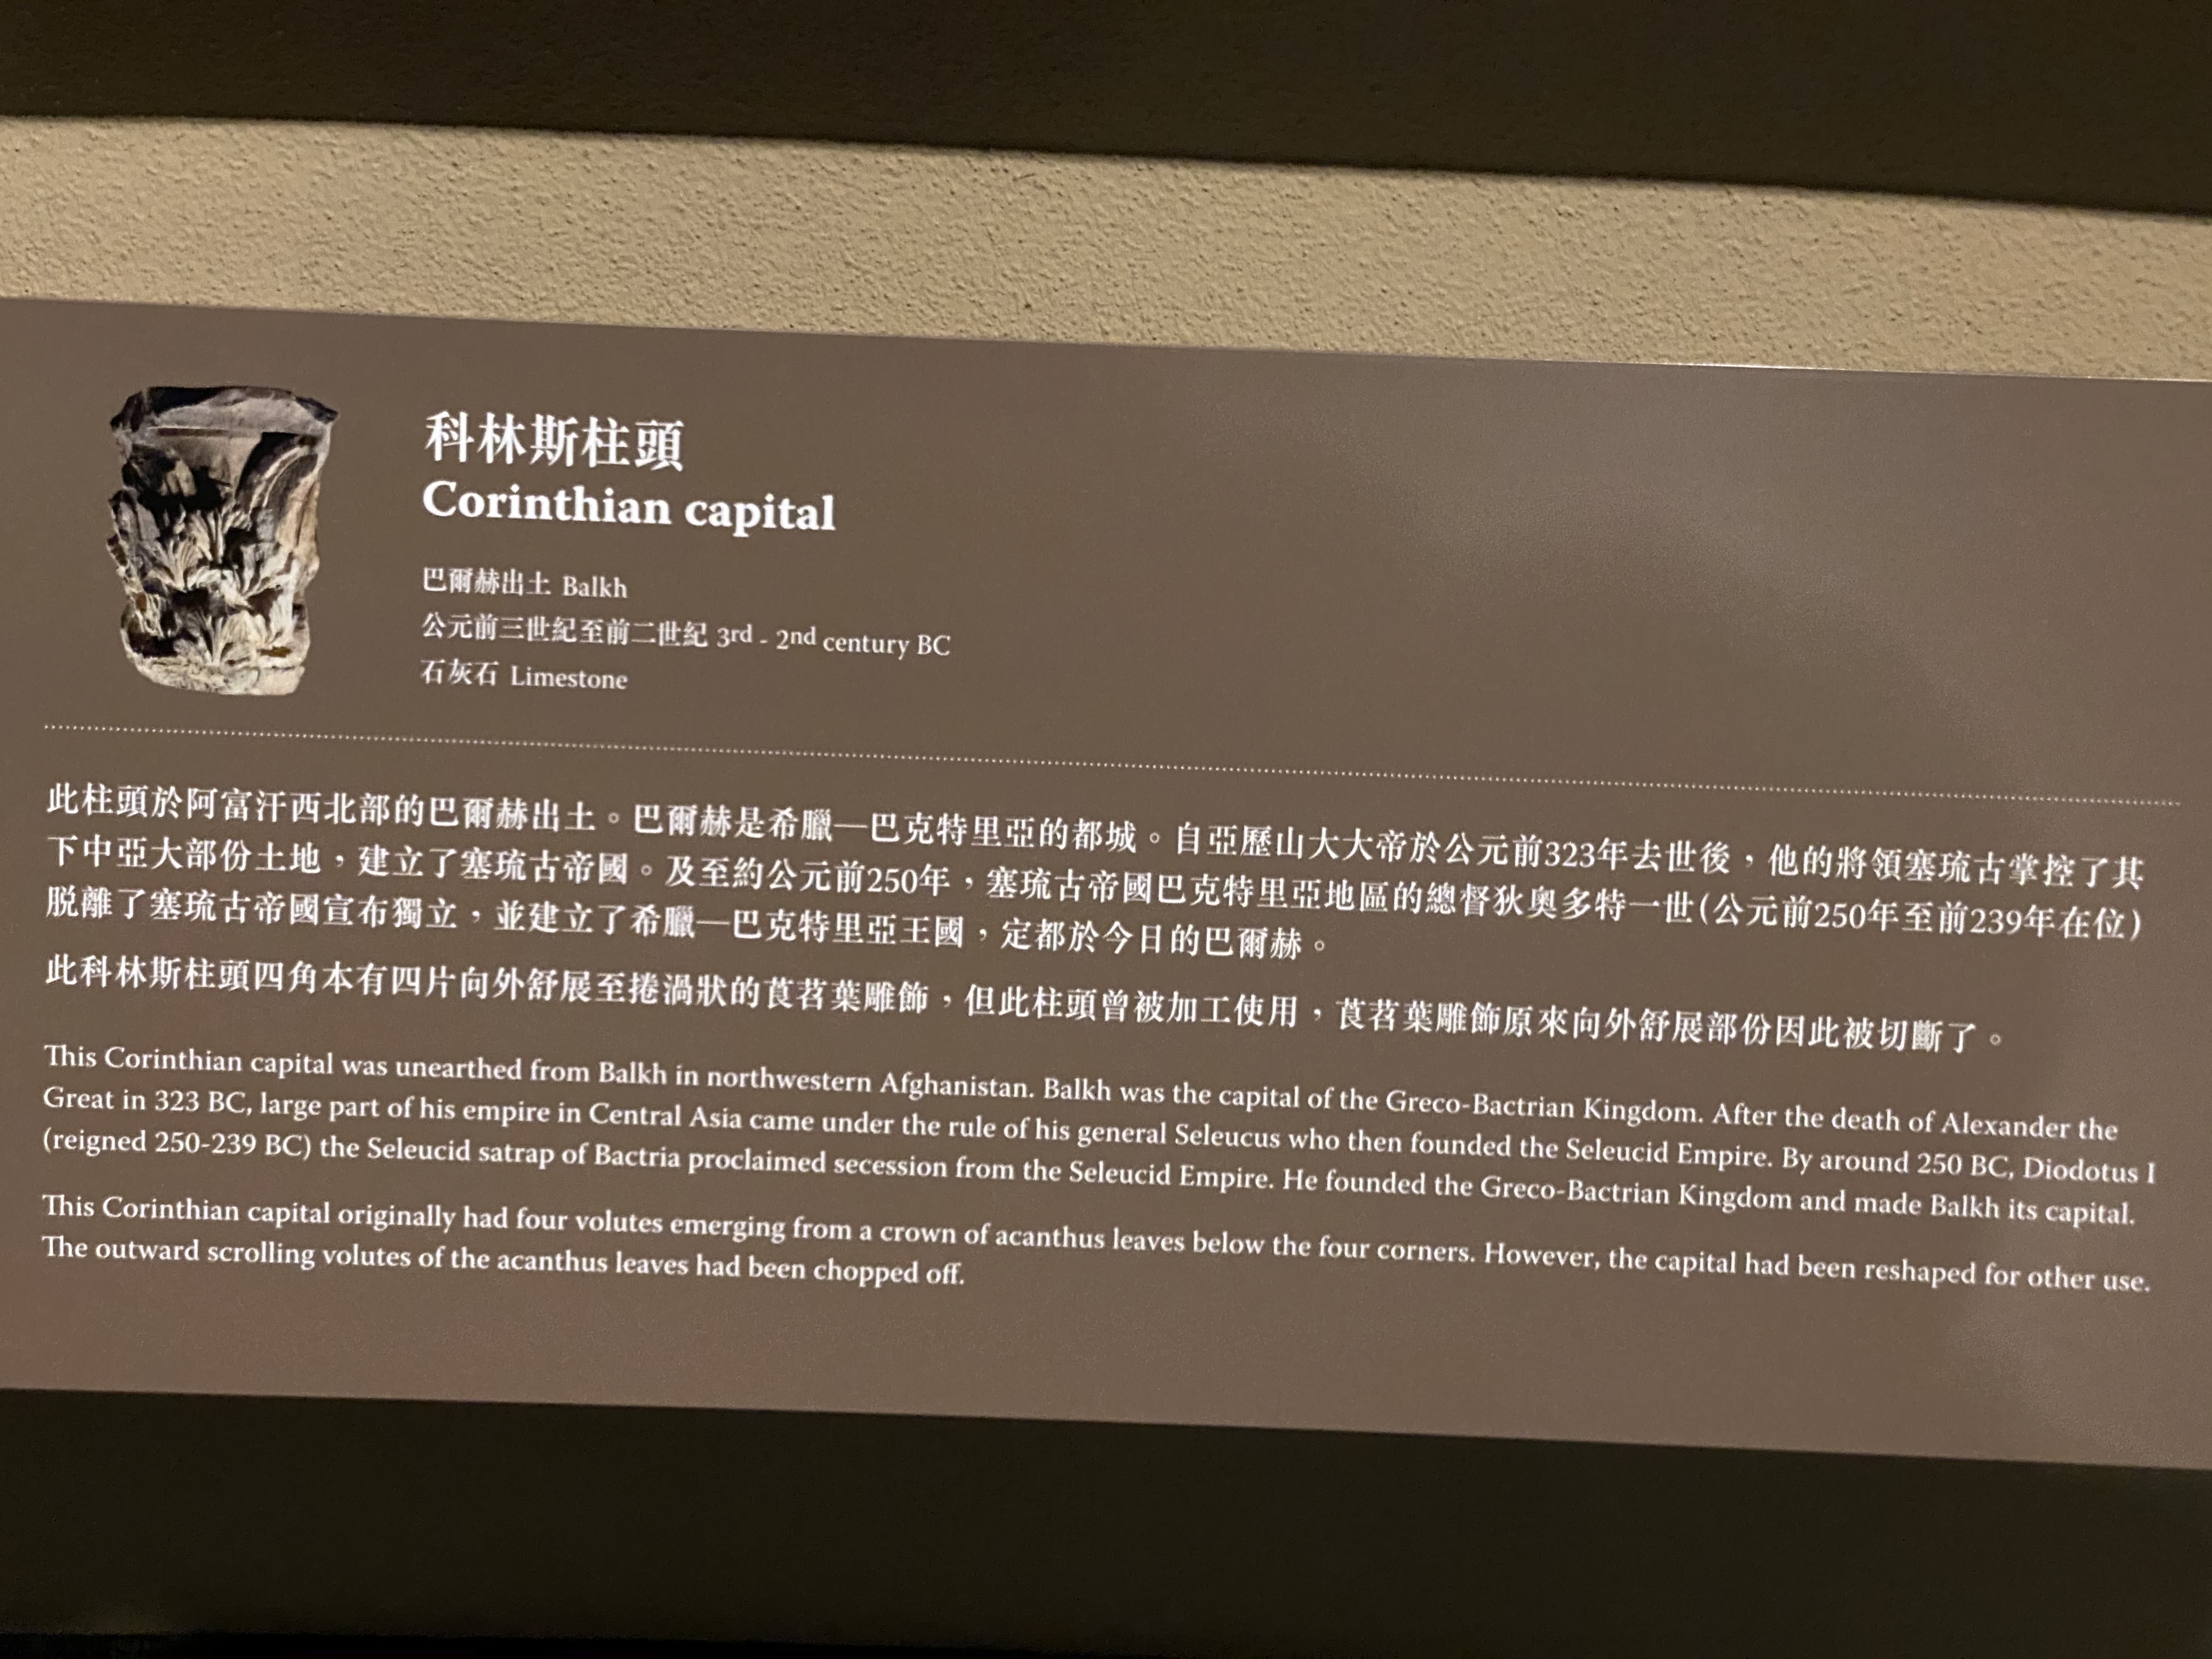 科林斯柱頭
Corinthian capital
巴爾赫出土 Balkh
公元前三世紀至前二世紀 3rd - 2nd century BC
石灰石 Limestone
此柱頭於阿富汗西北部的巴爾赫出土。巴爾赫是希臘—巴克特里亞的都城。自亞歷山大大帝於公元前323年去世後，他的將領塞琉古掌控了其
下中亞大部份土地，建立了塞琉古帝國。及至約公元前250年，塞琉古帝國巴克特里亞地區的總督狄奧多特一世(公元前250年至前239年在位)
脱離了塞琉古帝國宣布獨立，並建立了希臘—巴克特里亞王國，定都於今日的巴爾赫。
此科林斯柱頭四角本有四片向外舒展至捲渦狀的莨苕葉雕飾，但此柱頭曾被加工使用，莨苕葉雕飾原來向外舒展部份因此被切斷了。
This Corinthian capital was unearthed from Balkh in northwestern Afghanistan. Balkh was the capital of the Greco-Bactrian Kingdom. After the death of Alexander the
Great in 323 BC, large part of his empire in Central Asia came under the rule of his general Seleucus who then founded the Seleucid Empire. By around 250 BC, Diodotus I
(reigned 250-239 BC) the Seleucid satrap of Bactria proclaimed secession from the Seleucid Empire. He founded the Greco-Bactrian Kingdom and made Balkh its capital.
This Corinthian capital originally had four volutes emerging from a crown of acanthus leaves below the four corners. However, the capital had been reshaped for other use.
The outward scrolling volutes of the acanthus leaves had been chopped off.